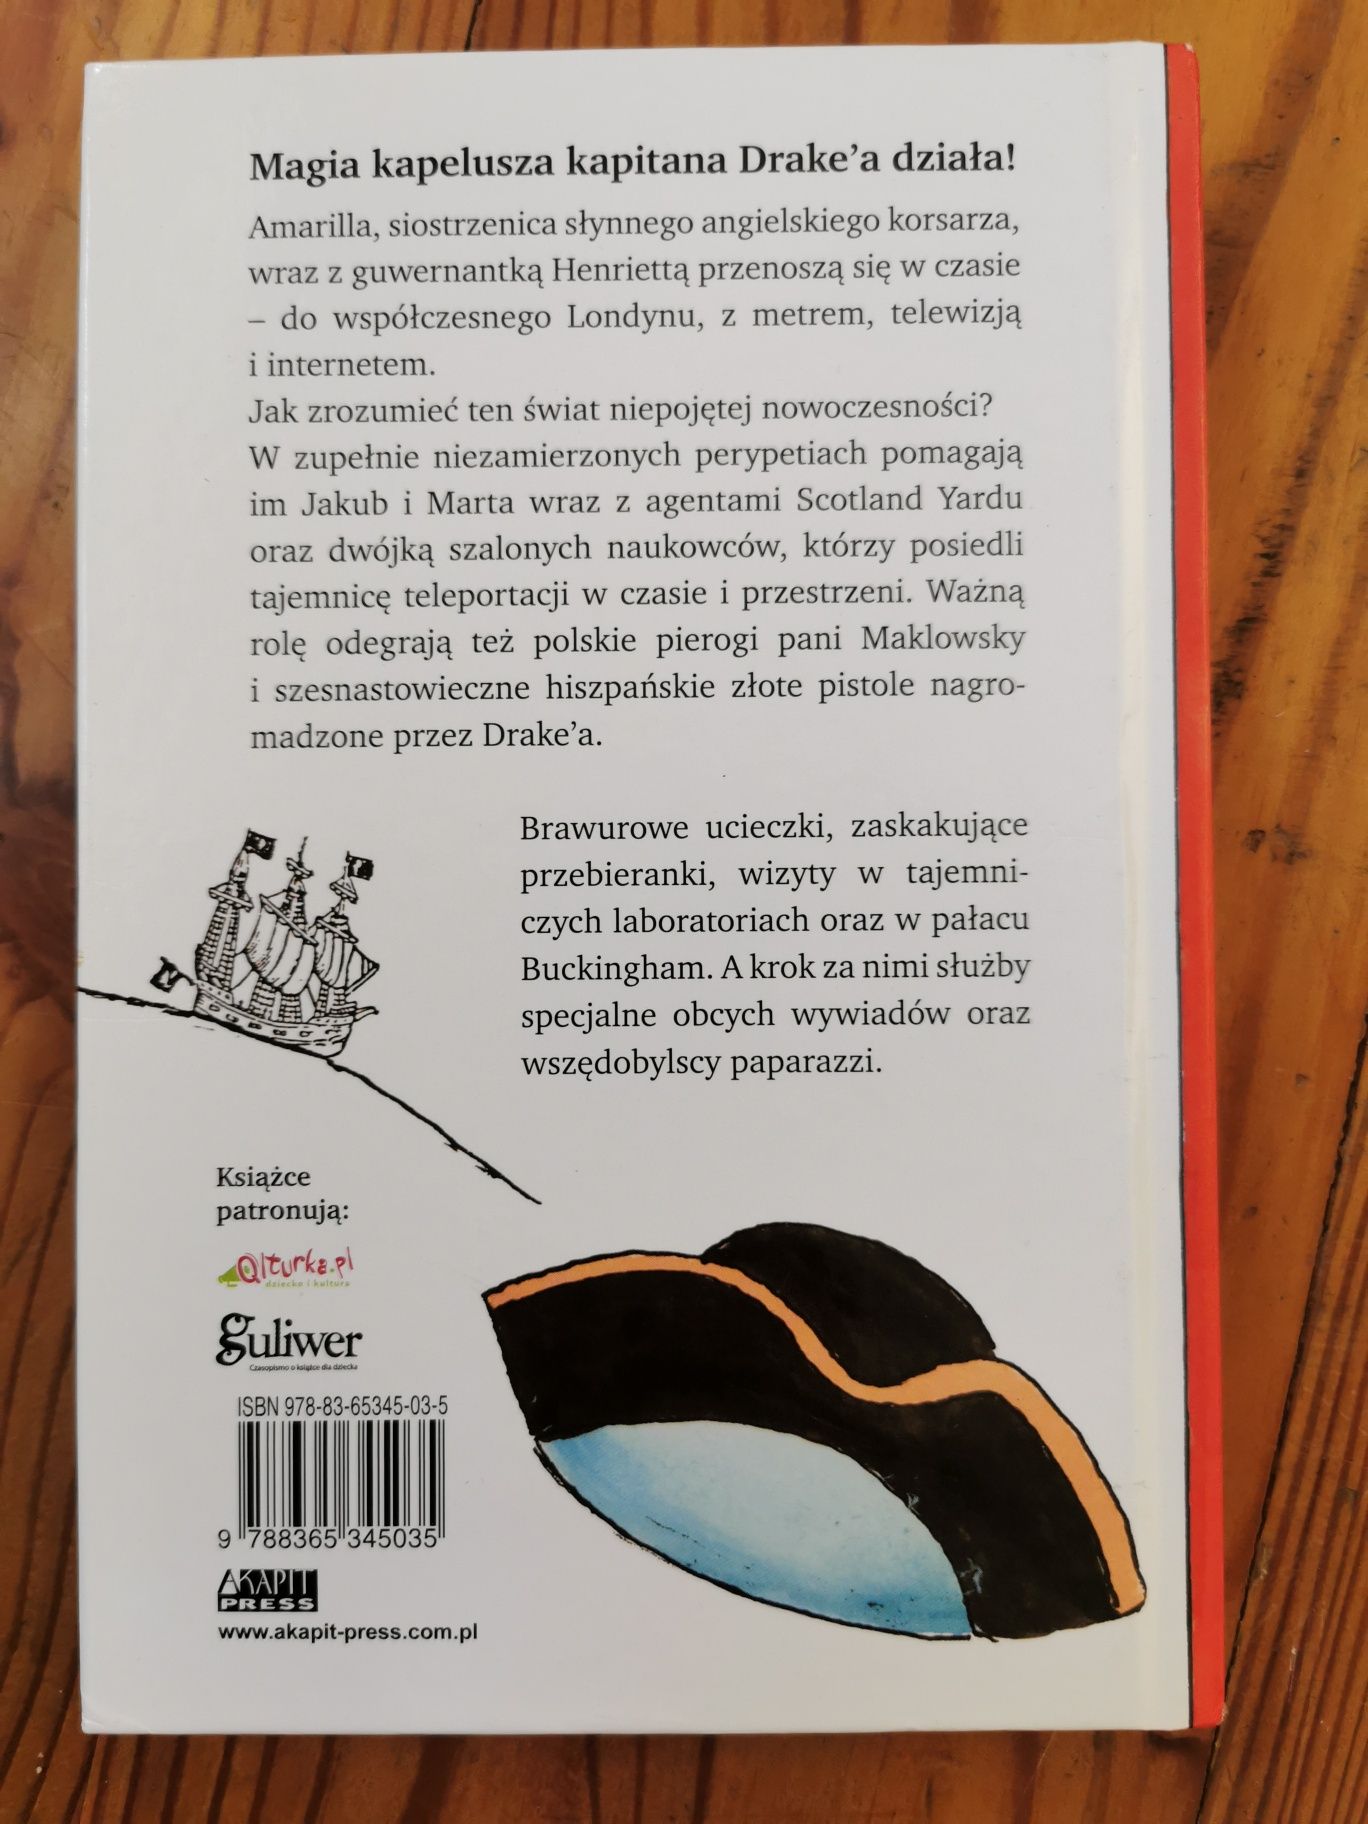 Magia kapelusza kapitana Drake’a działa!
Amarilla, siostrzenica słynnego angielskiego korsarza,
wraz z guwernantką Henriettą przenoszą się w czasie
– do współczesnego Londynu, z metrem, telewizją
i internetem.
Jak zrozumieć ten świat niepojętej nowoczesności?
W zupełnie niezamierzonych perypetiach pomagają
im Jakub i Marta wraz z agentami Scotland Yardu
oraz dwójką szalonych naukowców, którzy posiedli
tajemnicę teleportacji w czasie i przestrzeni. Ważną
rolę odegrają też polskie pierogi pani Maklowsky
i szesnastowieczne hiszpańskie złote pistole nagro-
madzone przez Drake’a.
Brawurowe ucieczki, zaskakujące
przebieranki, wizyty w tajemni-
czych laboratoriach oraz w pałacu
Buckingham. A krok za nimi służby
specjalne obcych wywiadów oraz
wszędobylscy paparazzi.
Książce
patronują:
Qlturka.pl
dziecko i kultura
guliwer
Czasopismo o książce dla dziecka
ISBN 978-83-65345-03-5
9 788365 345035
AKAPIT
PRESS
www.akapit-press.com.pl